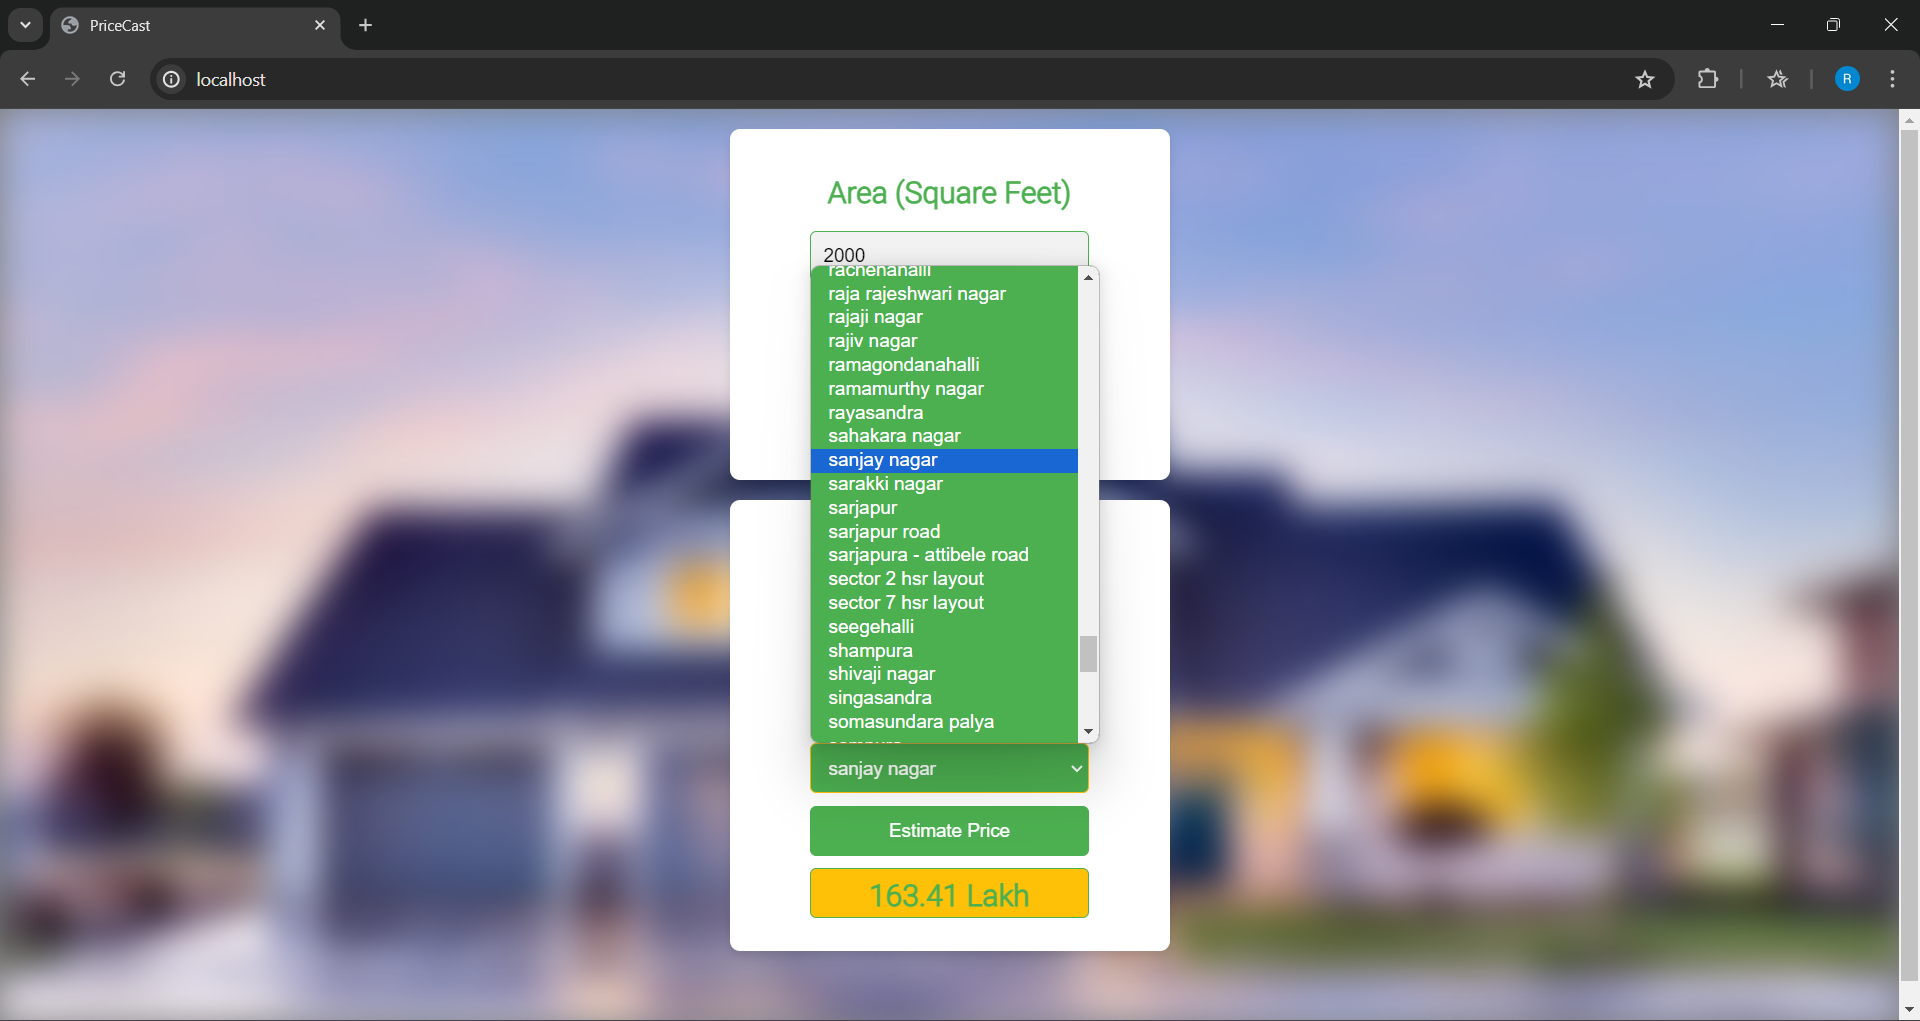 PriceCast
localhost
R
Area (Square Feet)
2000
rachenahalli
raja rajeshwari nagar
rajaji nagar
rajiv nagar
ramagondanahalli
ramamurthy nagar
rayasandra
sahakara nagar
sanjay nagar
sarakki nagar
sarjapur
sarjapur road
sarjapura - attibele road
sector 2 hsr layout
sector 7 hsr layout
seegehalli
shampura
shivaji nagar
singasandra
somasundara palya
sanjay nagar
Estimate Price
163.41 Lakh